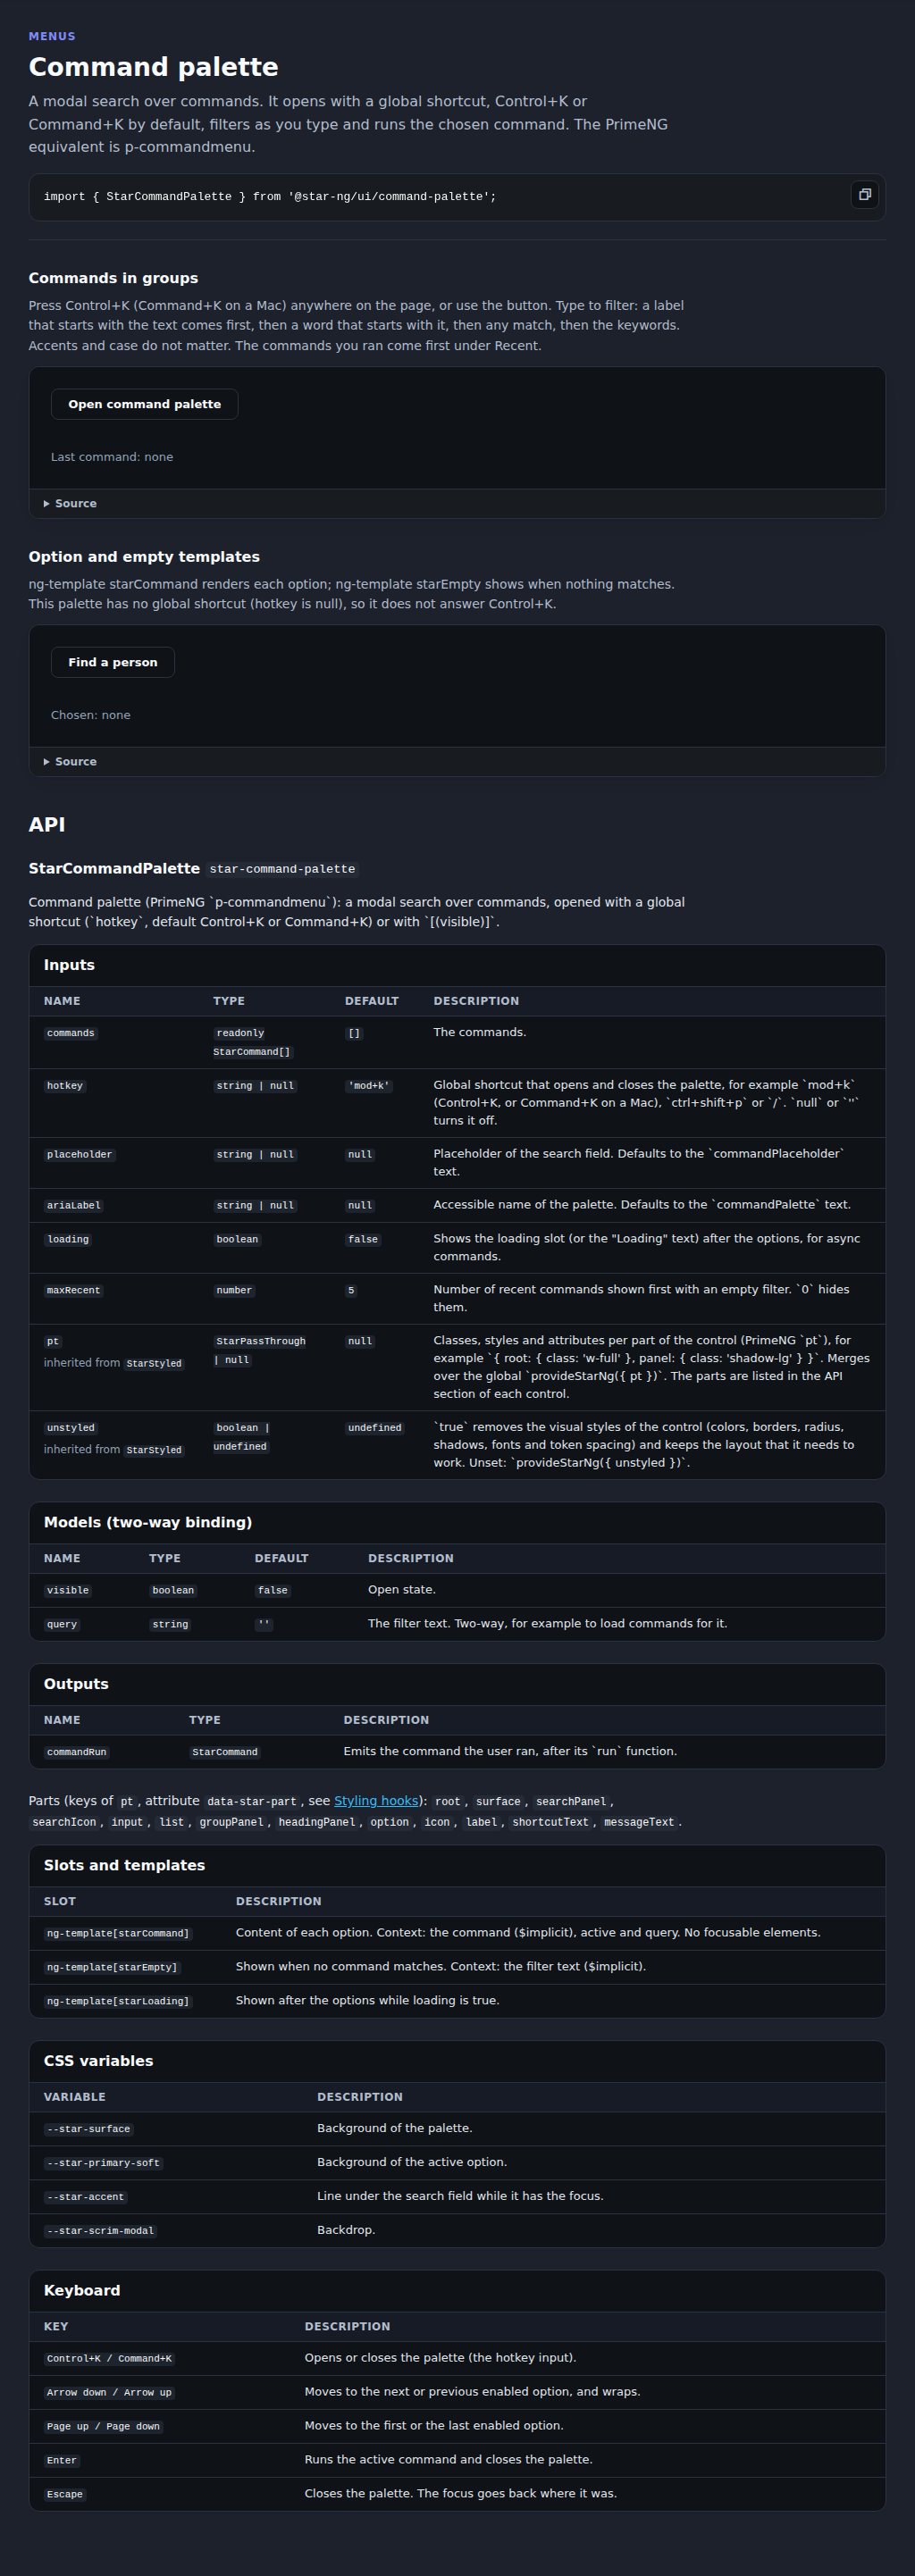 MENUS
Command palette
A modal search over commands. It opens with a global shortcut, Control+K or
Command+K by default, filters as you type and runs the chosen command. The PrimeNG
equivalent is p-commandmenu.
import { StarCommandPalette } from '@star-ng/ui/command-palette';
Commands in groups
Press Control+K (Command+K on a Mac) anywhere on the page, or use the button. Type to filter: a label
that starts with the text comes first, then a word that starts with it, then any match, then the keywords.
Accents and case do not matter. The commands you ran come first under Recent.
Open command palette
Last command: none
Source
Option and empty templates
ng-template starCommand renders each option; ng-template starEmpty shows when nothing matches.
This palette has no global shortcut (hotkey is null), so it does not answer Control+K.
Find a person
Chosen: none
Source
API
StarCommandPalette star-command-palette
Command palette (PrimeNG `p-commandmenu`): a modal search over commands, opened with a global
shortcut (`hotkey`, default Control+K or Command+K) or with `[(visible)]`.
Inputs
NAME TYPE DEFAULT DESCRIPTION
commands readonly [] The commands.
StarCommand[]
hotkey string | null 'mod+k' Global shortcut that opens and closes the palette, for example `mod+k`
(Control+K, or Command+K on a Mac), `ctrl+shift+p` or `/`. `null` or `''`
turns it off.
placeholder string | null null Placeholder of the search field. Defaults to the `commandPlaceholder`
text.
ariaLabel string | null null Accessible name of the palette. Defaults to the `commandPalette` text.
loading boolean false Shows the loading slot (or the "Loading" text) after the options, for async
commands.
maxRecent number 5 Number of recent commands shown first with an empty filter. `0` hides
them.
pt StarPassThrough null Classes, styles and attributes per part of the control (PrimeNG `pt`), for
inherited from StarStyled | null example `{ root: { class: 'w-full' }, panel: { class: 'shadow-lg' } }`. Merges
over the global `provideStarNg({ pt })`. The parts are listed in the API
section of each control.
unstyled boolean | undefined `true` removes the visual styles of the control (colors, borders, radius,
inherited from StarStyled undefined shadows, fonts and token spacing) and keeps the layout that it needs to
work. Unset: `provideStarNg({ unstyled })`.
Models (two-way binding)
NAME TYPE DEFAULT DESCRIPTION
visible boolean false Open state.
query string '' The filter text. Two-way, for example to load commands for it.
Outputs
NAME TYPE DESCRIPTION
commandRun StarCommand Emits the command the user ran, after its `run` function.
Parts (keys of pt, attribute data-star-part, see Styling hooks): root, surface, searchPanel,
searchIcon, input, list, groupPanel, headingPanel, option, icon, label, shortcutText, messageText.
Slots and templates
SLOT DESCRIPTION
ng-template[starCommand] Content of each option. Context: the command ($implicit), active and query. No focusable elements.
ng-template[starEmpty] Shown when no command matches. Context: the filter text ($implicit).
ng-template[starLoading] Shown after the options while loading is true.
CSS variables
VARIABLE DESCRIPTION
--star-surface Background of the palette.
--star-primary-soft Background of the active option.
--star-accent Line under the search field while it has the focus.
--star-scrim-modal Backdrop.
Keyboard
KEY DESCRIPTION
Control+K / Command+K Opens or closes the palette (the hotkey input).
Arrow down / Arrow up Moves to the next or previous enabled option, and wraps.
Page up / Page down Moves to the first or the last enabled option.
Enter Runs the active command and closes the palette.
Escape Closes the palette. The focus goes back where it was.